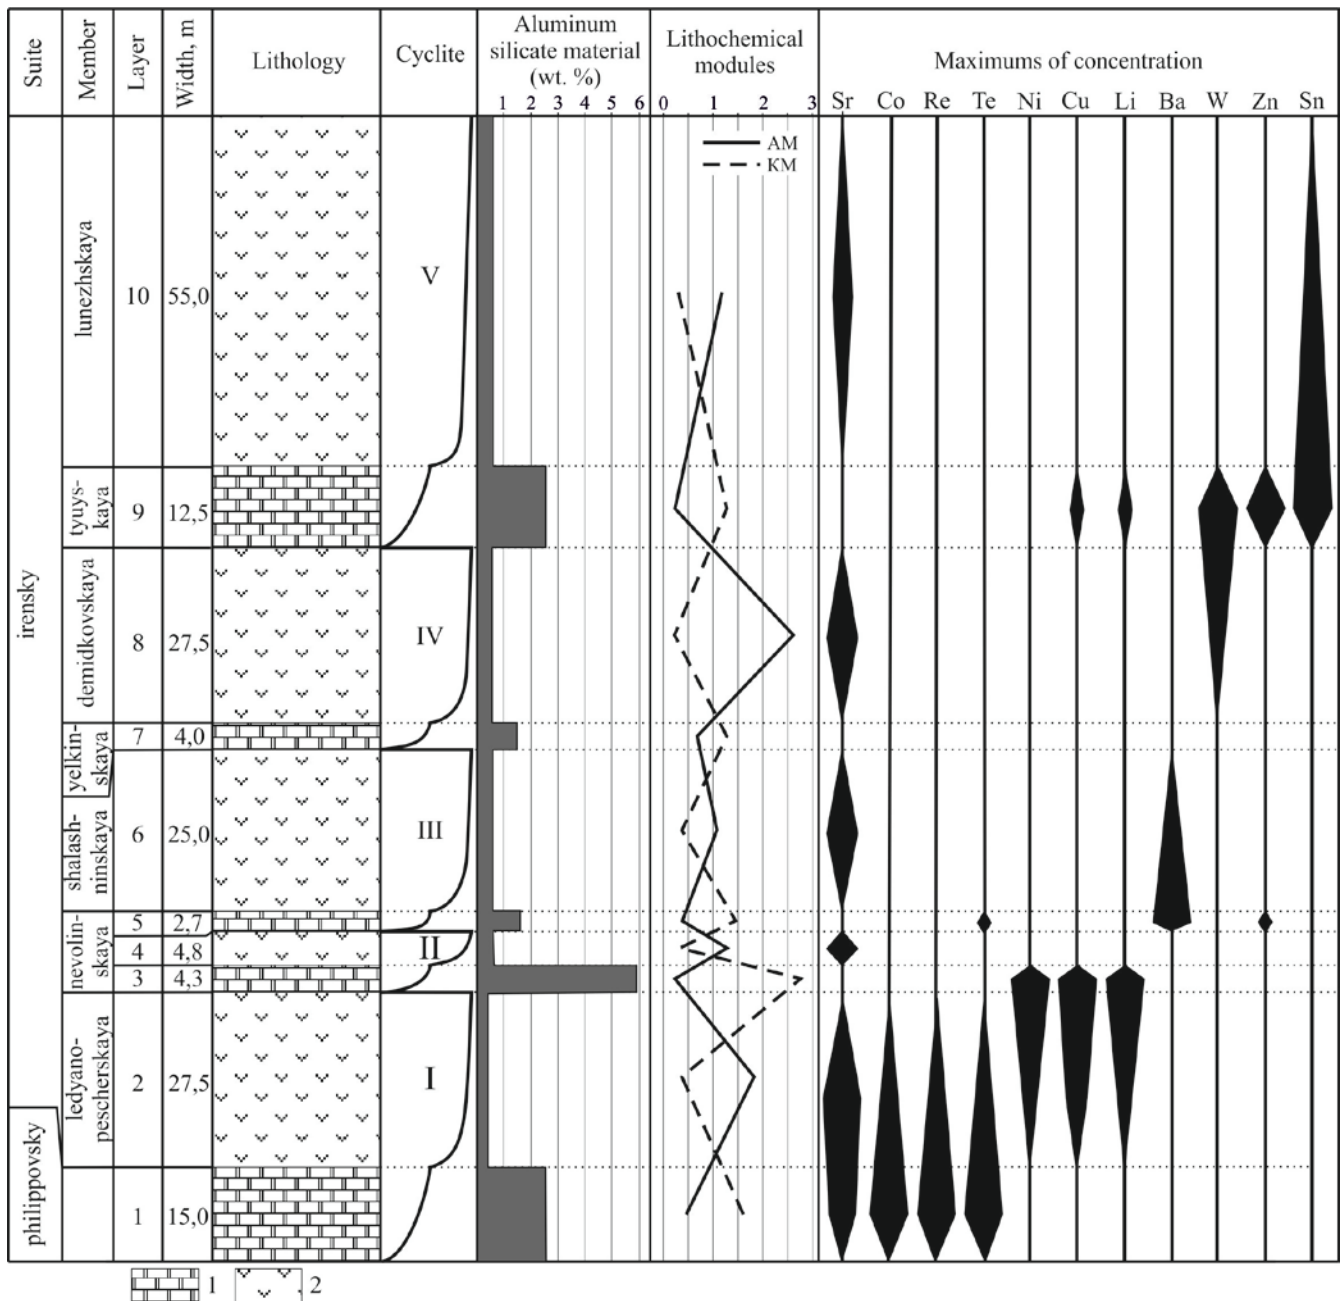 Suite
Member
Layer
Width, m
Lithology
Cyclite
Aluminum
silicate material
(wt. %)
1 2 3 4 5 6
Lithochemical
modules
0 1 2 3
Maximums of concentration
Sr Co Re Te Ni Cu Li Ba W Zn Sn
AM
KM
irensky
philippovsky
lunezhskaya
10 55,0 V
tyuys-
kaya
9 12,5
demidkovskaya
8 27,5 IV
yelkin-
skaya
7 4,0
shalash-
ninskaya
6 25,0 III
nevolin-
skaya
5 2,7
4 4,8 II
3 4,3
ledyano-
pescherskaya
2 27,5 I
1 15,0
1 2